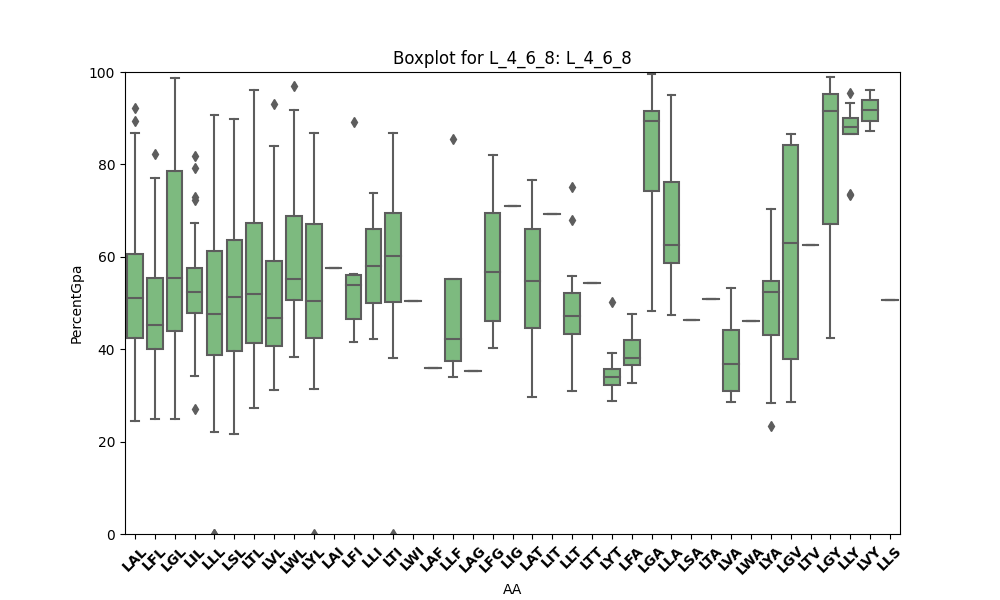 Boxplot for L_4_6_8: L_4_6_8
100
80
60
40
20
0
PercentGpa
LAL LFL LGL LIL LLL LSL LTL LVL LWL LYL LAI LFI LLI LTI LWI LAF LLF LAG LFG LIG LAT LIT LLT LTT LYT LFA LGA LLA LSA LTA LVA LWA LYA LGV LTV LGY LLY LVY LLS
AA